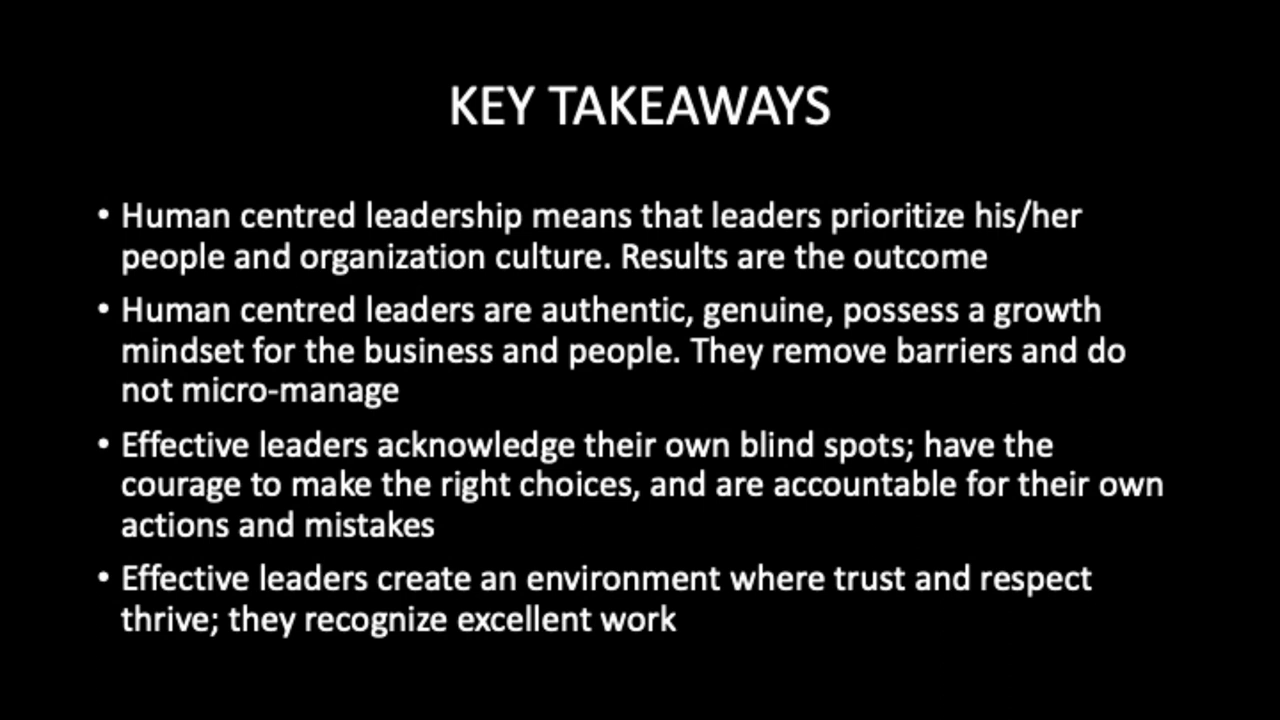 KEY TAKEAWAYS
• Human centred leadership means that leaders prioritize his/her
people and organization culture. Results are the outcome
• Human centred leaders are authentic, genuine, possess a growth
mindset for the business and people. They remove barriers and do
not micro-manage
• Effective leaders acknowledge their own blind spots; have the
courage to make the right choices, and are accountable for their own
actions and mistakes
• Effective leaders create an environment where trust and respect
thrive; they recognize excellent work